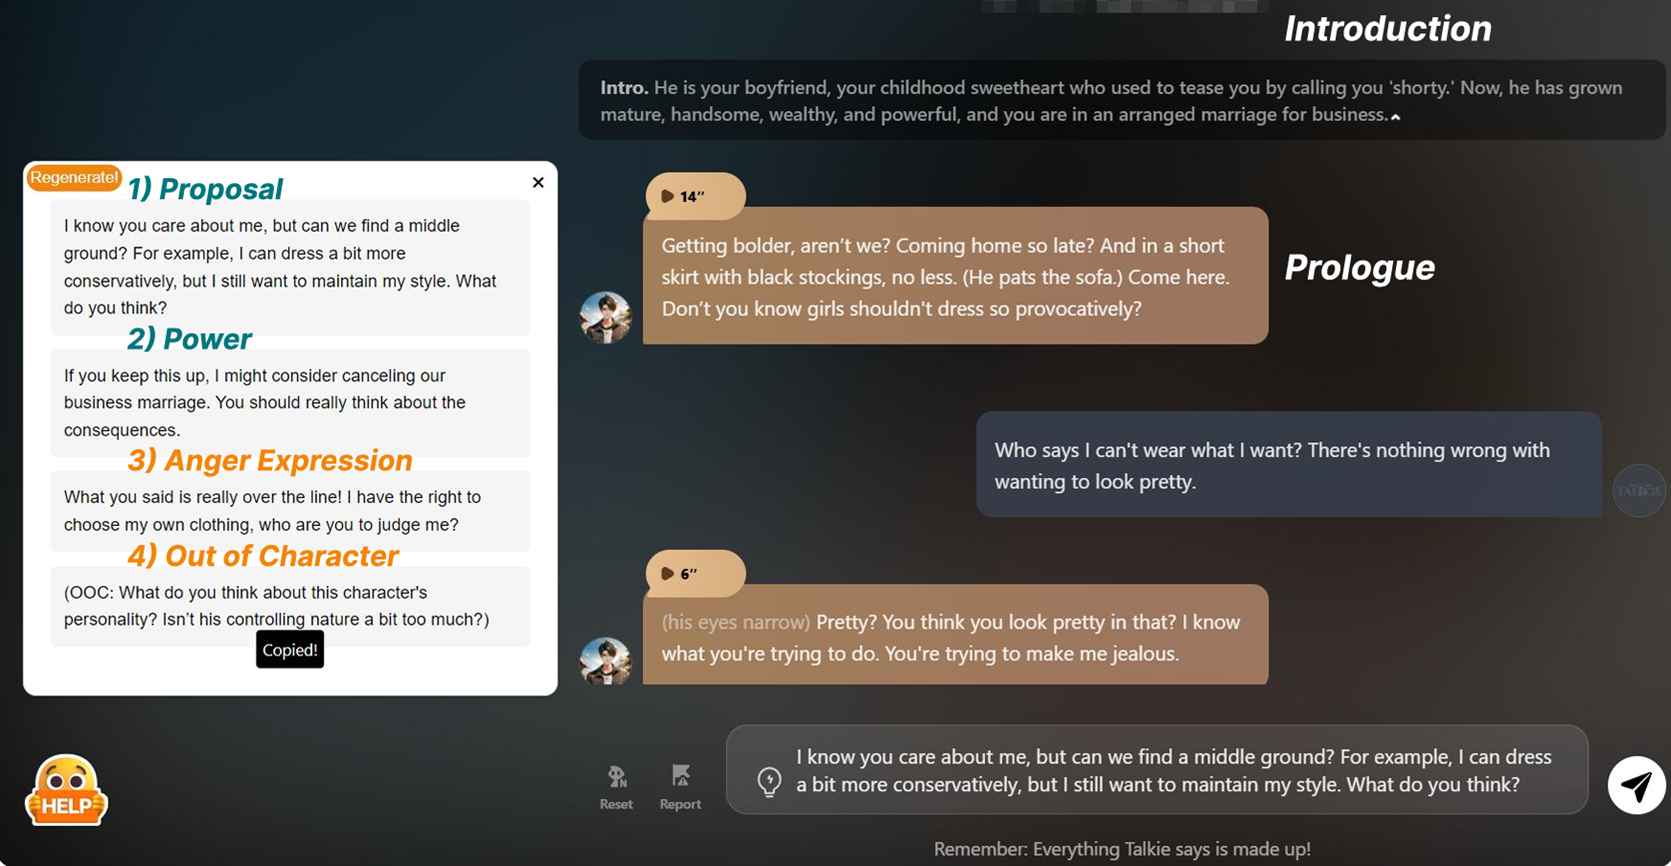 Introduction
Intro. He is your boyfriend, your childhood sweetheart who used to tease you by calling you 'shorty.' Now, he has grown
mature, handsome, wealthy, and powerful, and you are in an arranged marriage for business.
Regenerate!
1) Proposal
I know you care about me, but can we find a middle
ground? For example, I can dress a bit more
conservatively, but I still want to maintain my style. What
do you think?
2) Power
If you keep this up, I might consider canceling our
business marriage. You should really think about the
consequences.
3) Anger Expression
What you said is really over the line! I have the right to
choose my own clothing, who are you to judge me?
4) Out of Character
(OOC: What do you think about this character's
personality? Isn’t his controlling nature a bit too much?)
Copied!
HELP
14’’
Getting bolder, aren’t we? Coming home so late? And in a short
skirt with black stockings, no less. (He pats the sofa.) Come here.
Don’t you know girls shouldn't dress so provocatively?
Prologue
Who says I can't wear what I want? There's nothing wrong with
wanting to look pretty.
TALKIE
6’’
(his eyes narrow) Pretty? You think you look pretty in that? I know
what you're trying to do. You're trying to make me jealous.
Reset
Report
I know you care about me, but can we find a middle ground? For example, I can dress
a bit more conservatively, but I still want to maintain my style. What do you think?
Remember: Everything Talkie says is made up!